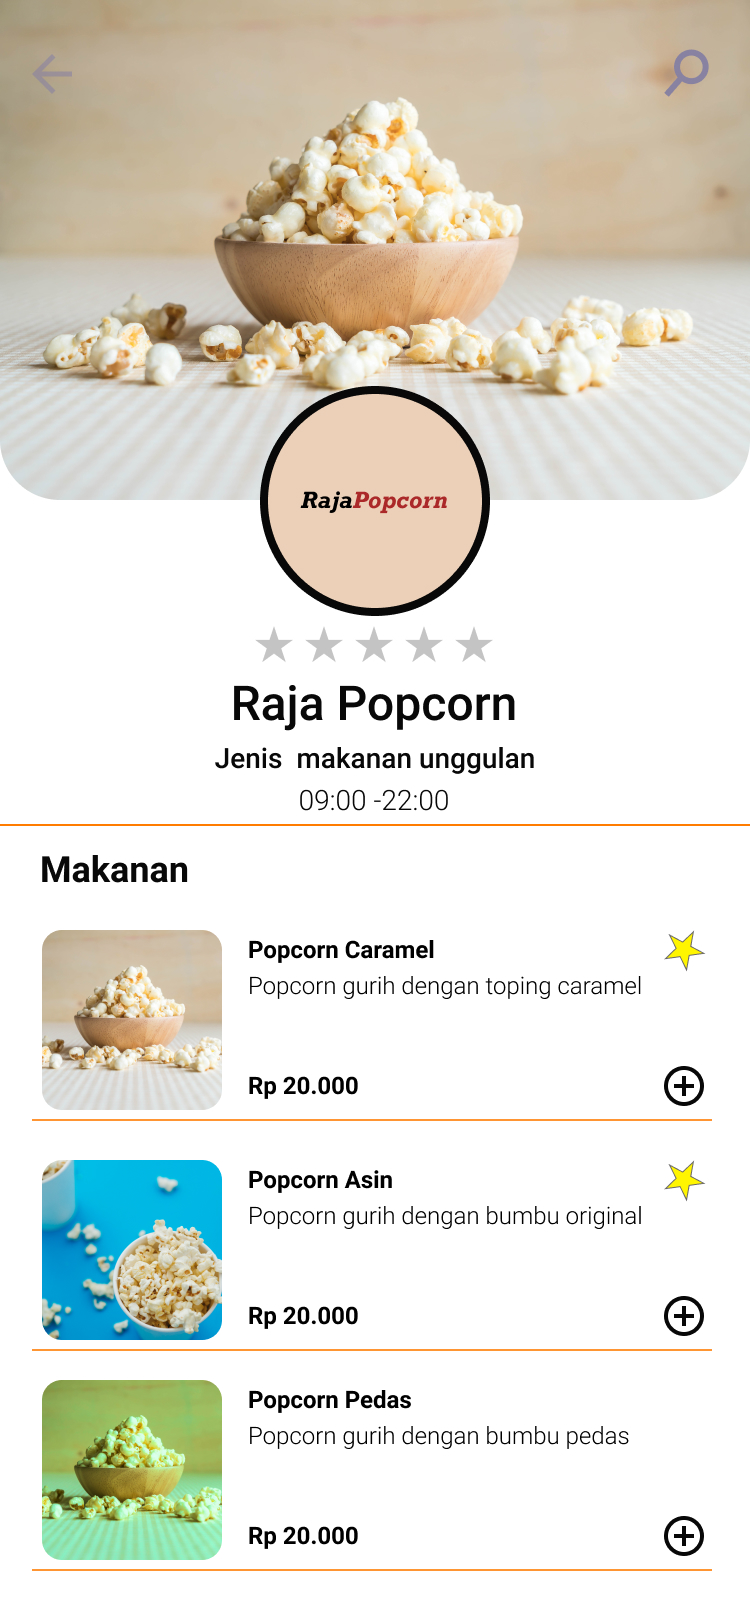 RajaPopcorn
Raja Popcorn
Jenis  makanan unggulan
09:00 -22:00
Makanan
Popcorn Caramel
Popcorn gurih dengan toping caramel
Rp 20.000
Popcorn Asin
Popcorn gurih dengan bumbu original
Rp 20.000
Popcorn Pedas
Popcorn gurih dengan bumbu pedas
Rp 20.000